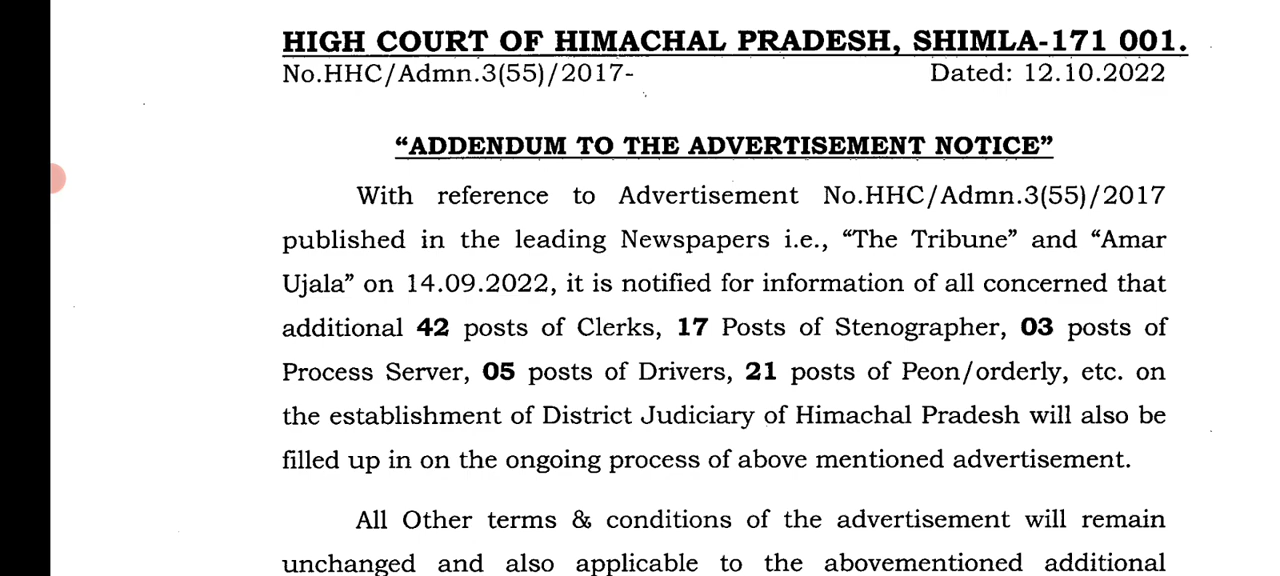 HIGH COURT OF HIMACHAL PRADESH, SHIMLA-171 001.
No.HHC/Admn.3(55)/2017- Dated: 12.10.2022
“ADDENDUM TO THE ADVERTISEMENT NOTICE”
With reference to Advertisement No.HHC/Admn.3(55)/2017
published in the leading Newspapers i.e., “The Tribune” and “Amar
Ujala” on 14.09.2022, it is notified for information of all concerned that
additional 42 posts of Clerks, 17 Posts of Stenographer, 03 posts of
Process Server, 05 posts of Drivers, 21 posts of Peon/orderly, etc. on
the establishment of District Judiciary of Himachal Pradesh will also be
filled up in on the ongoing process of above mentioned advertisement.
All Other terms & conditions of the advertisement will remain
unchanged and also applicable to the abovementioned additional